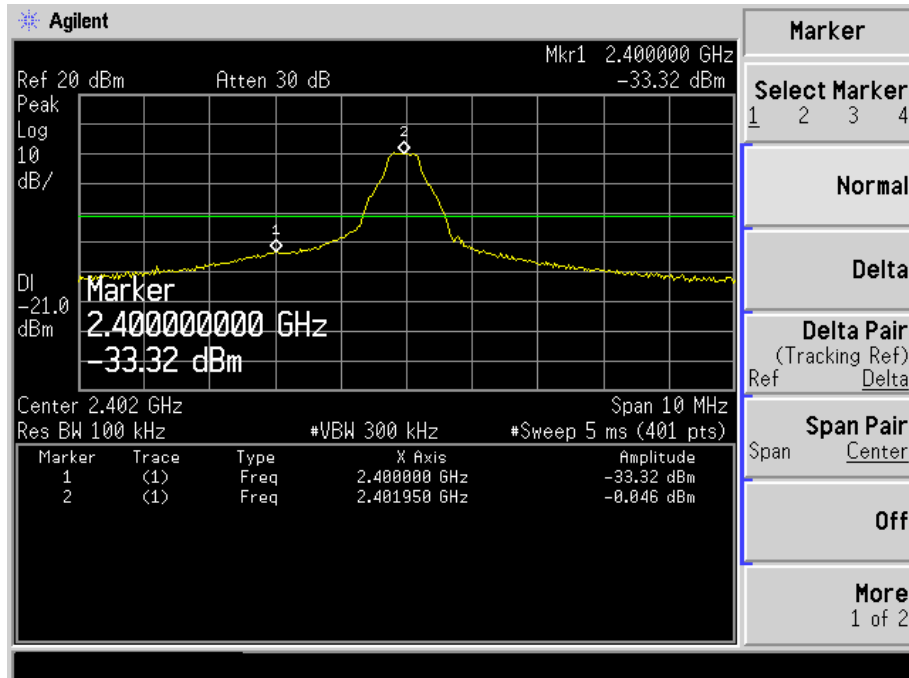 Agilent
Mkr1 2.400000 GHz
Ref 20 dBm Atten 30 dB -33.32 dBm
Peak
Log
10
dB/
2
1
DI
-21.0
dBm
Marker
2.400000000 GHz
-33.32 dBm
Center 2.402 GHz Span 10 MHz
Res BW 100 kHz #VBW 300 kHz #Sweep 5 ms (401 pts)
Marker Trace Type X Axis Amplitude
1 (1) Freq 2.400000 GHz -33.32 dBm
2 (1) Freq 2.401950 GHz -0.046 dBm
Marker
Select Marker
1 2 3 4
Normal
Delta
Delta Pair
(Tracking Ref)
Ref Delta
Span Pair
Span Center
Off
More
1 of 2